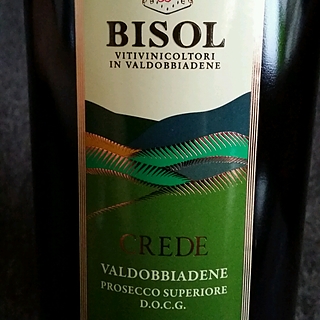 BISOL
VITIVINICOLTORI
IN VALDOBBIADENE
CREDE
VALDOBBIADENE
PROSECCO SUPERIORE
D.O.C.G.